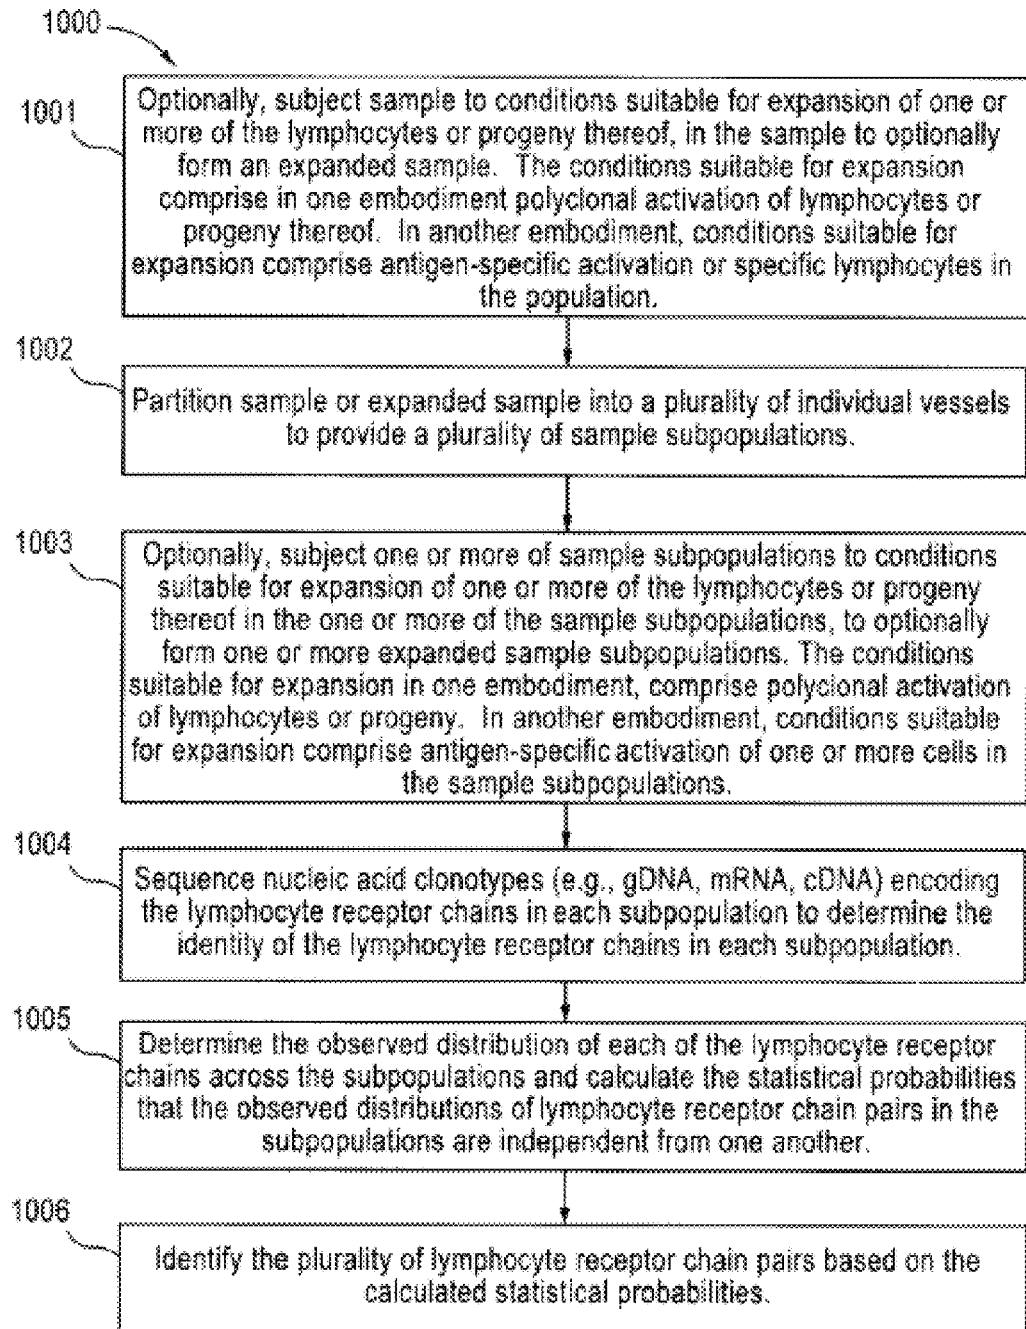 1000
1001
Optionally, subject sample to conditions suitable for expansion of one or
more of the lymphocytes or progeny thereof, in the sample to optionally
form an expanded sample. The conditions suitable for expansion
comprise in one embodiment polyclonal activation of lymphocytes or
progeny thereof. In another embodiment, conditions suitable for
expansion comprise antigen-specific activation or specific lymphocytes in
the population.
1002
Partition sample or expanded sample into a plurality of individual vessels
to provide a plurality of sample subpopulations.
1003
Optionally, subject one or more of sample subpopulations to conditions
suitable for expansion of one or more of the lymphocytes or progeny
thereof in the one or more of the sample subpopulations, to optionally
form one or more expanded sample subpopulations. The conditions
suitable for expansion in one embodiment, comprise polyclonal activation
of lymphocytes or progeny. In another embodiment, conditions suitable
for expansion comprise antigen-specific activation of one or more cells in
the sample subpopulations.
1004
Sequence nucleic acid clonotypes (e.g., gDNA, mRNA, cDNA) encoding
the lymphocyte receptor chains in each subpopulation to determine the
identity of the lymphocyte receptor chains in each subpopulation.
1005
Determine the observed distribution of each of the lymphocyte receptor
chains across the subpopulations and calculate the statistical probabilities
that the observed distributions of lymphocyte receptor chain pairs in the
subpopulations are independent from one another.
1006
Identify the plurality of lymphocyte receptor chain pairs based on the
calculated statistical probabilities.